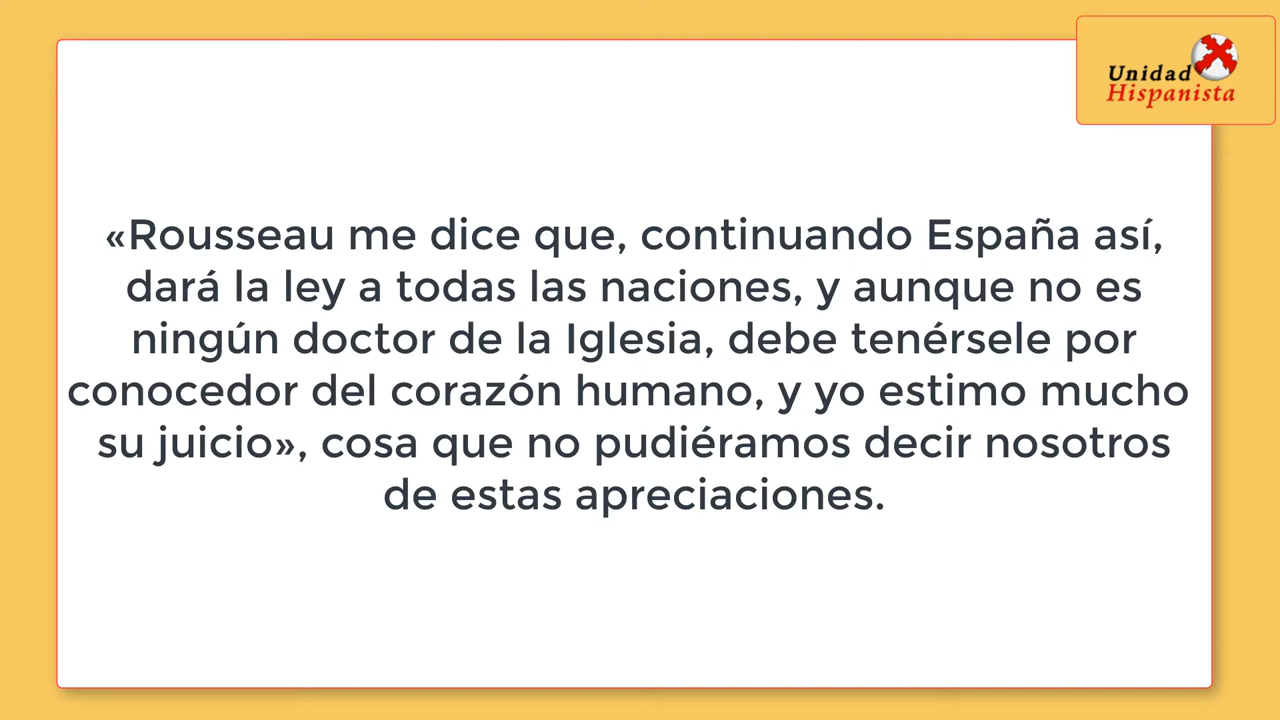 Unidad
Hispanista
«Rousseau me dice que, continuando España así,
dará la ley a todas las naciones, y aunque no es
ningún doctor de la Iglesia, debe tenérsele por
conocedor del corazón humano, y yo estimo mucho
su juicio», cosa que no pudiéramos decir nosotros
de estas apreciaciones.